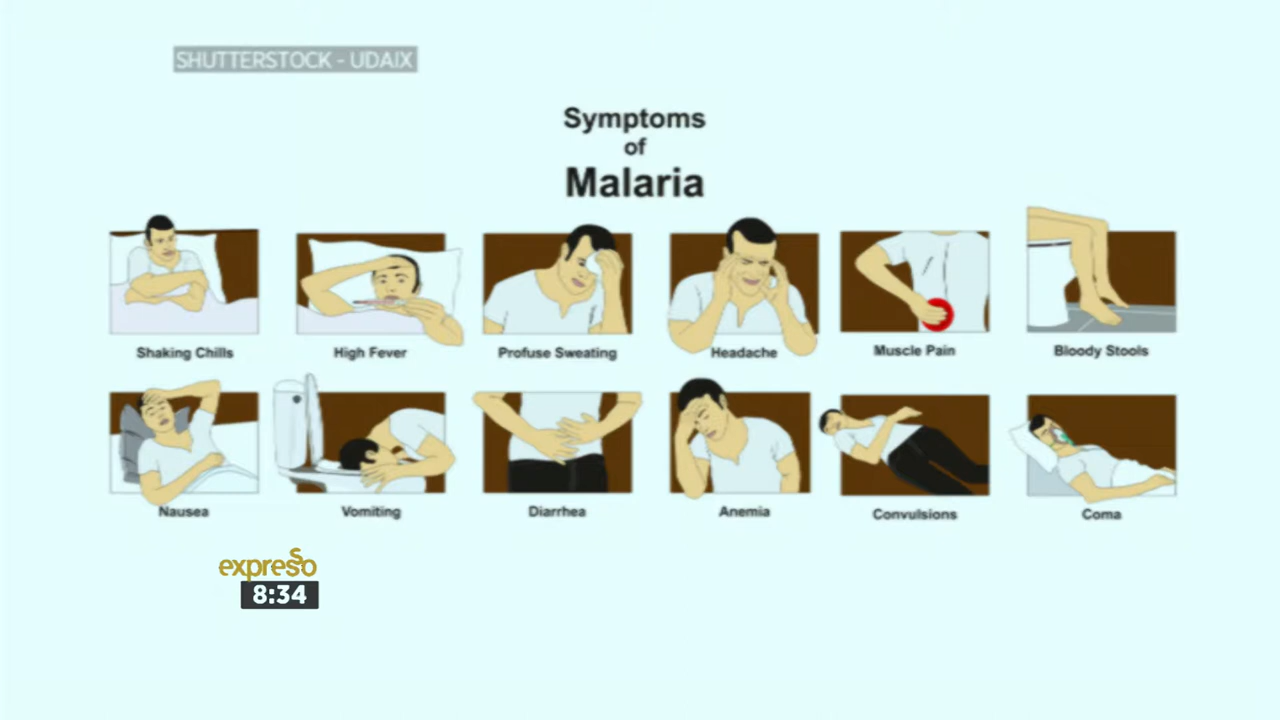 SHUTTERSTOCK - UDAIX
Symptoms
of
Malaria
Shaking Chills
High Fever
Profuse Sweating
Headache
Muscle Pain
Bloody Stools
Nausea
Vomiting
Diarrhea
Anemia
Convulsions
Coma
expresso
8:34